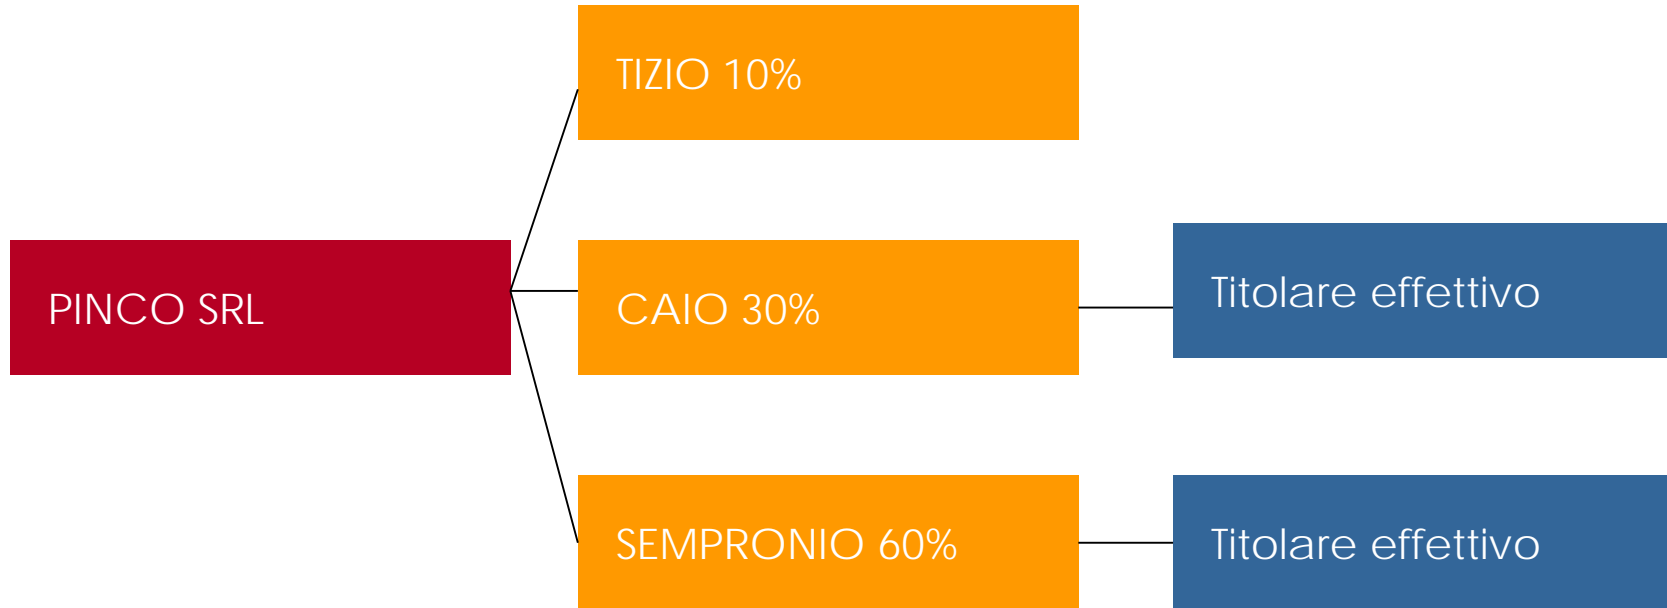 TIZIO 10%
PINCO SRL
CAIO 30%
Titolare effettivo
SEMPRONIO 60%
Titolare effettivo